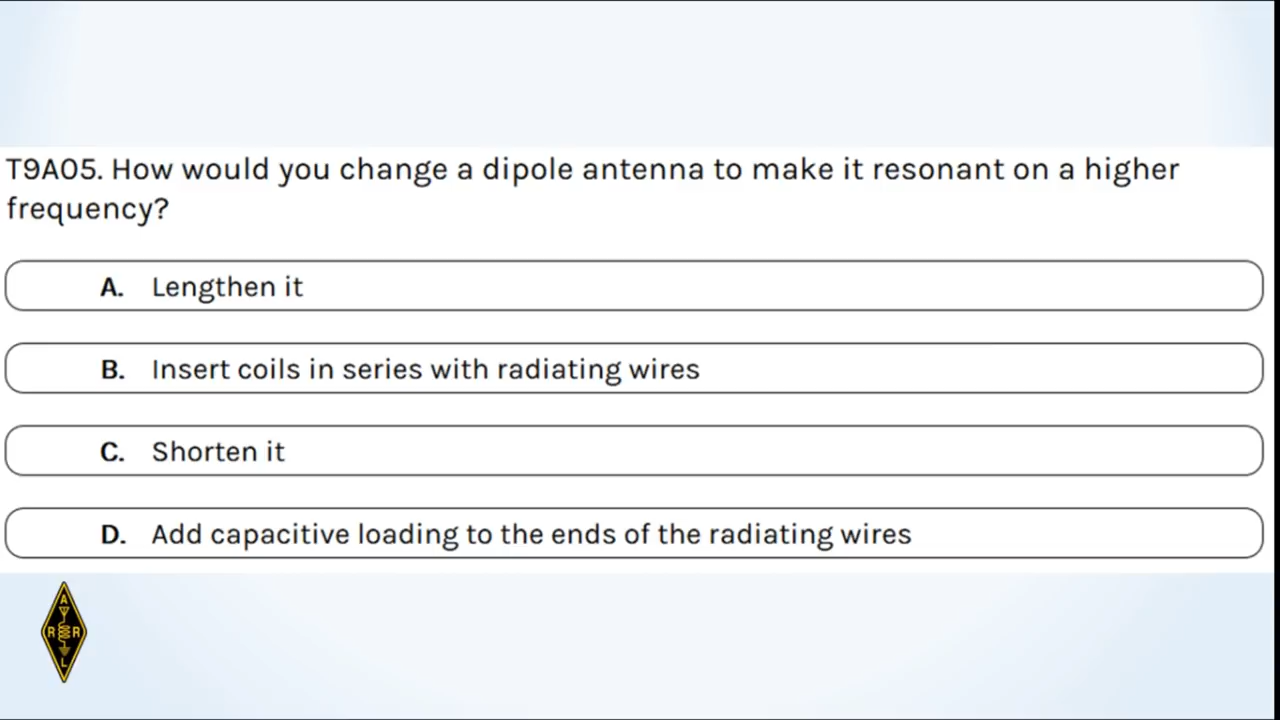 T9A05. How would you change a dipole antenna to make it resonant on a higher
frequency?
A. Lengthen it
B. Insert coils in series with radiating wires
C. Shorten it
D. Add capacitive loading to the ends of the radiating wires
A
R R
L